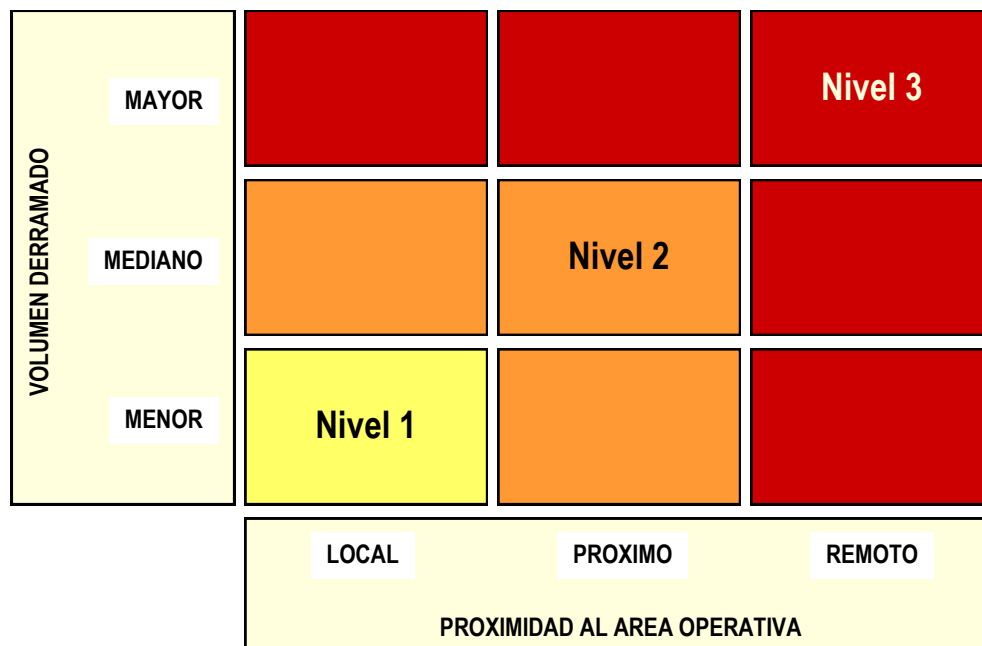 VOLUMEN DERRAMADO
MAYOR
Nivel 3
MEDIANO
Nivel 2
MENOR
Nivel 1
LOCAL
PROXIMO
REMOTO
PROXIMIDAD AL AREA OPERATIVA